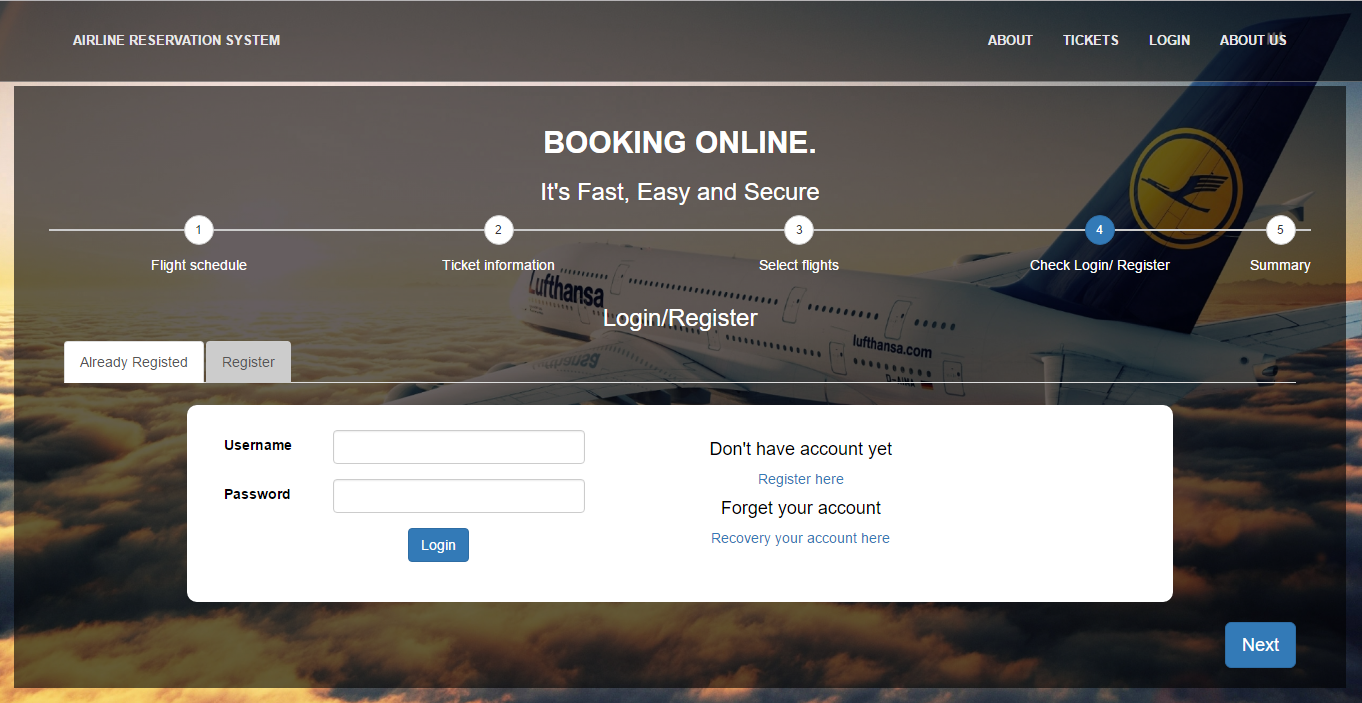 AIRLINE RESERVATION SYSTEM
ABOUT TICKETS LOGIN ABOUT US
BOOKING ONLINE.
It's Fast, Easy and Secure
1 2 3 4 5
Flight schedule Ticket information Select flights Check Login/ Register Summary
Lufthansa
Login/Register
lufthansa.com
D-AIMA
Already Registed Register
Username
Don't have account yet
Register here
Password
Forget your account
Recovery your account here
Login
Next